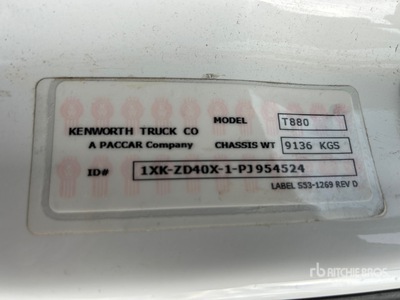 MODEL T880
KENWORTH TRUCK CO
A PACCAR Company CHASSIS WT 9136 KGS
ID# 1XK-ZD40X-1-PJ954524
LABEL S53-1269 REV D
rb ritchie bros